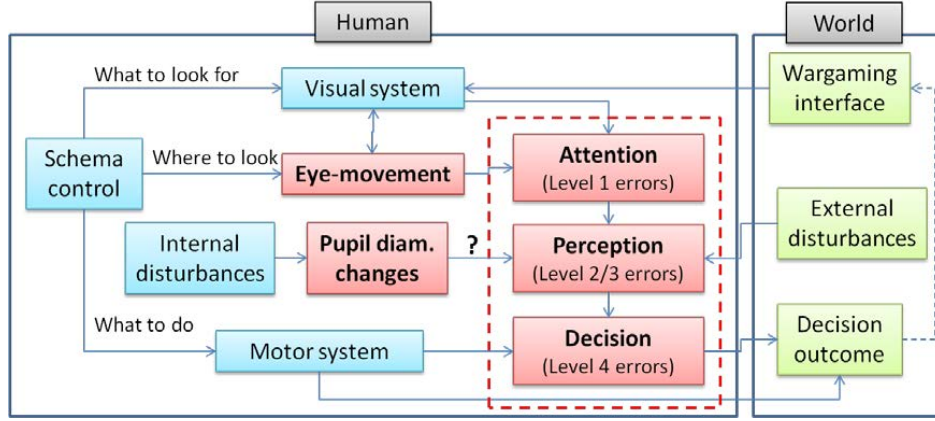 Human
World
What to look for
Visual system
Wargaming
interface
Schema
control
Where to look
Eye-movement
Attention
(Level 1 errors)
Internal
disturbances
Pupil diam.
changes
?
Perception
(Level 2/3 errors)
External
disturbances
What to do
Motor system
Decision
(Level 4 errors)
Decision
outcome